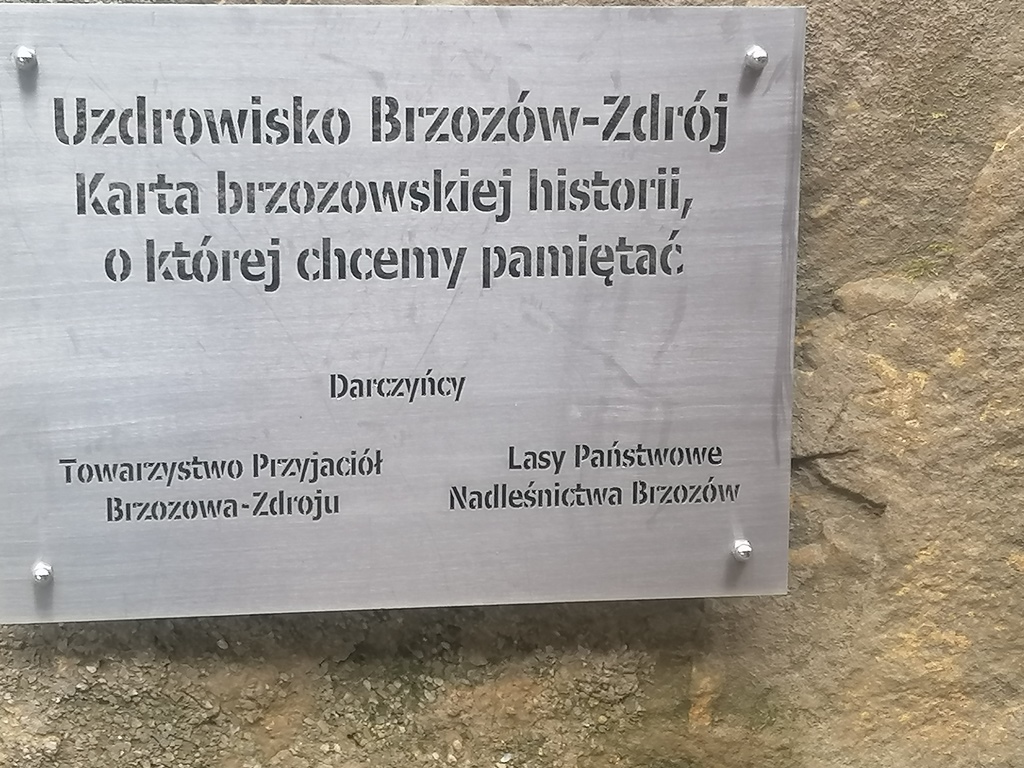 Uzdrowisko Brzozów-Zdrój
Karta brzozowskiej historii,
o której chcemy pamiętać
Darczyńcy
Towarzystwo Przyjaciół
Brzozowa-Zdroju
Lasy Państwowe
Nadleśnictwa Brzozów